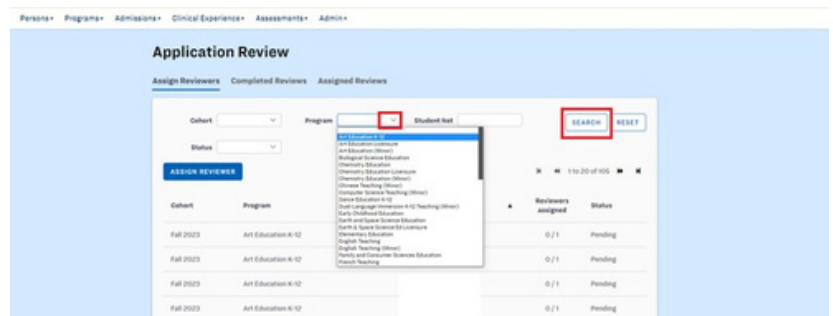 Persons Programs Admissions Clinical Experience Assessments Admin
Application Review
Assign Reviewers Completed Reviews Assigned Reviews
Cohort Program Student Nat SEARCH RESET
Status
Art Education K-12
Art Education Licensure
Art Education (Minor)
Biological Science Education
Chemistry Education
Chemistry Education Licensure
Chemistry Education (Minor)
Chinese Teaching (Minor)
Computer Science Teaching (Minor)
Dance Education K-12
Dual-Language Immersion K-12 Teaching (Minor)
Early Childhood Education
Earth and Space Science Education
Earth & Space Science Ed Licensure
Elementary Education
English Teaching
English Teaching (Minor)
Family and Consumer Sciences Education
French Teaching
ASSIGN REVIEWER 1 to 20 of 105
Cohort Program Reviewers assigned Status
Fall 2023 Art Education K-12 0 / 1 Pending
Fall 2023 Art Education K-12 0 / 1 Pending
Fall 2023 Art Education K-12 0 / 1 Pending
Fall 2023 Art Education K-12 0 / 1 Pending